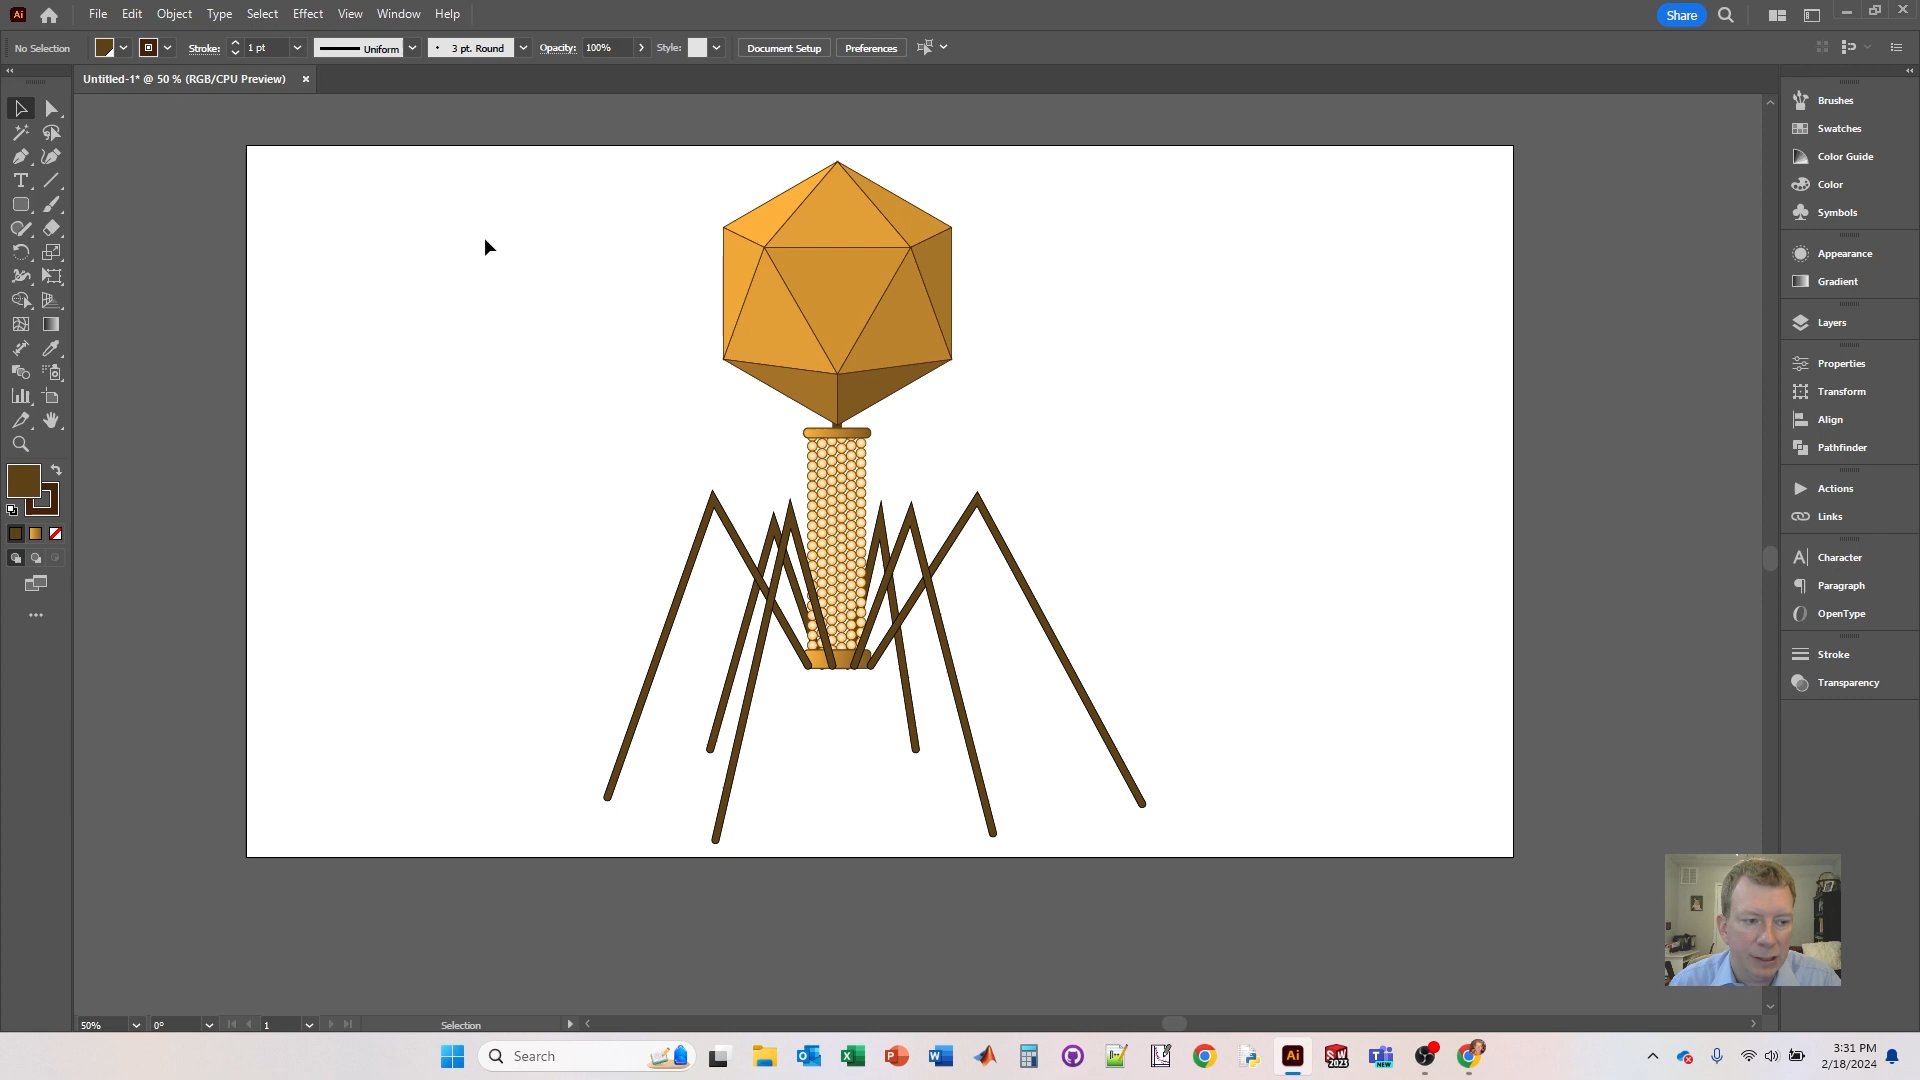 Ai File Edit Object Type Select Effect View Window Help Share
No Selection Stroke: 1 pt Uniform 3 pt. Round Opacity: 100% Style: Document Setup Preferences
Untitled-1* @ 50 % (RGB/CPU Preview) ×
Brushes
Swatches
Color Guide
Color
Symbols
Appearance
Gradient
Layers
Properties
Transform
Align
Pathfinder
Actions
Links
Character
Paragraph
OpenType
Stroke
Transparency
50% 0° 1 Selection
Search
3:31 PM
2/18/2024